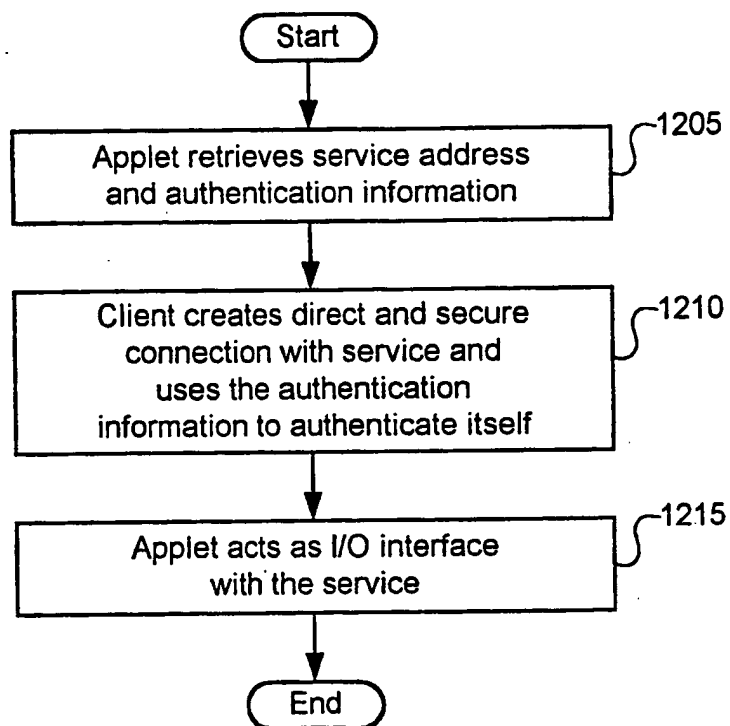 Start
1205
Applet retrieves service address
and authentication information
1210
Client creates direct and secure
connection with service and
uses the authentication
information to authenticate itself
1215
Applet acts as I/O interface
with the service
End